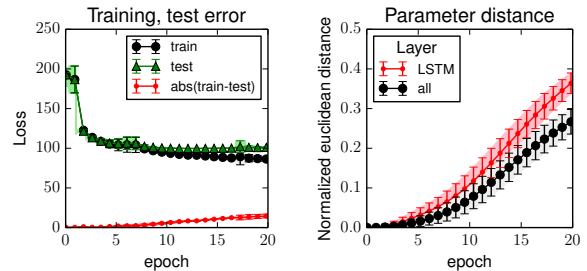 Training, test error
train
test
abs(train-test)
Loss
250
200
150
100
50
0
0
5
10
15
20
epoch
Parameter distance
Layer
LSTM
all
Normalized euclidean distance
0.5
0.4
0.3
0.2
0.1
0.0
0
5
10
15
20
epoch